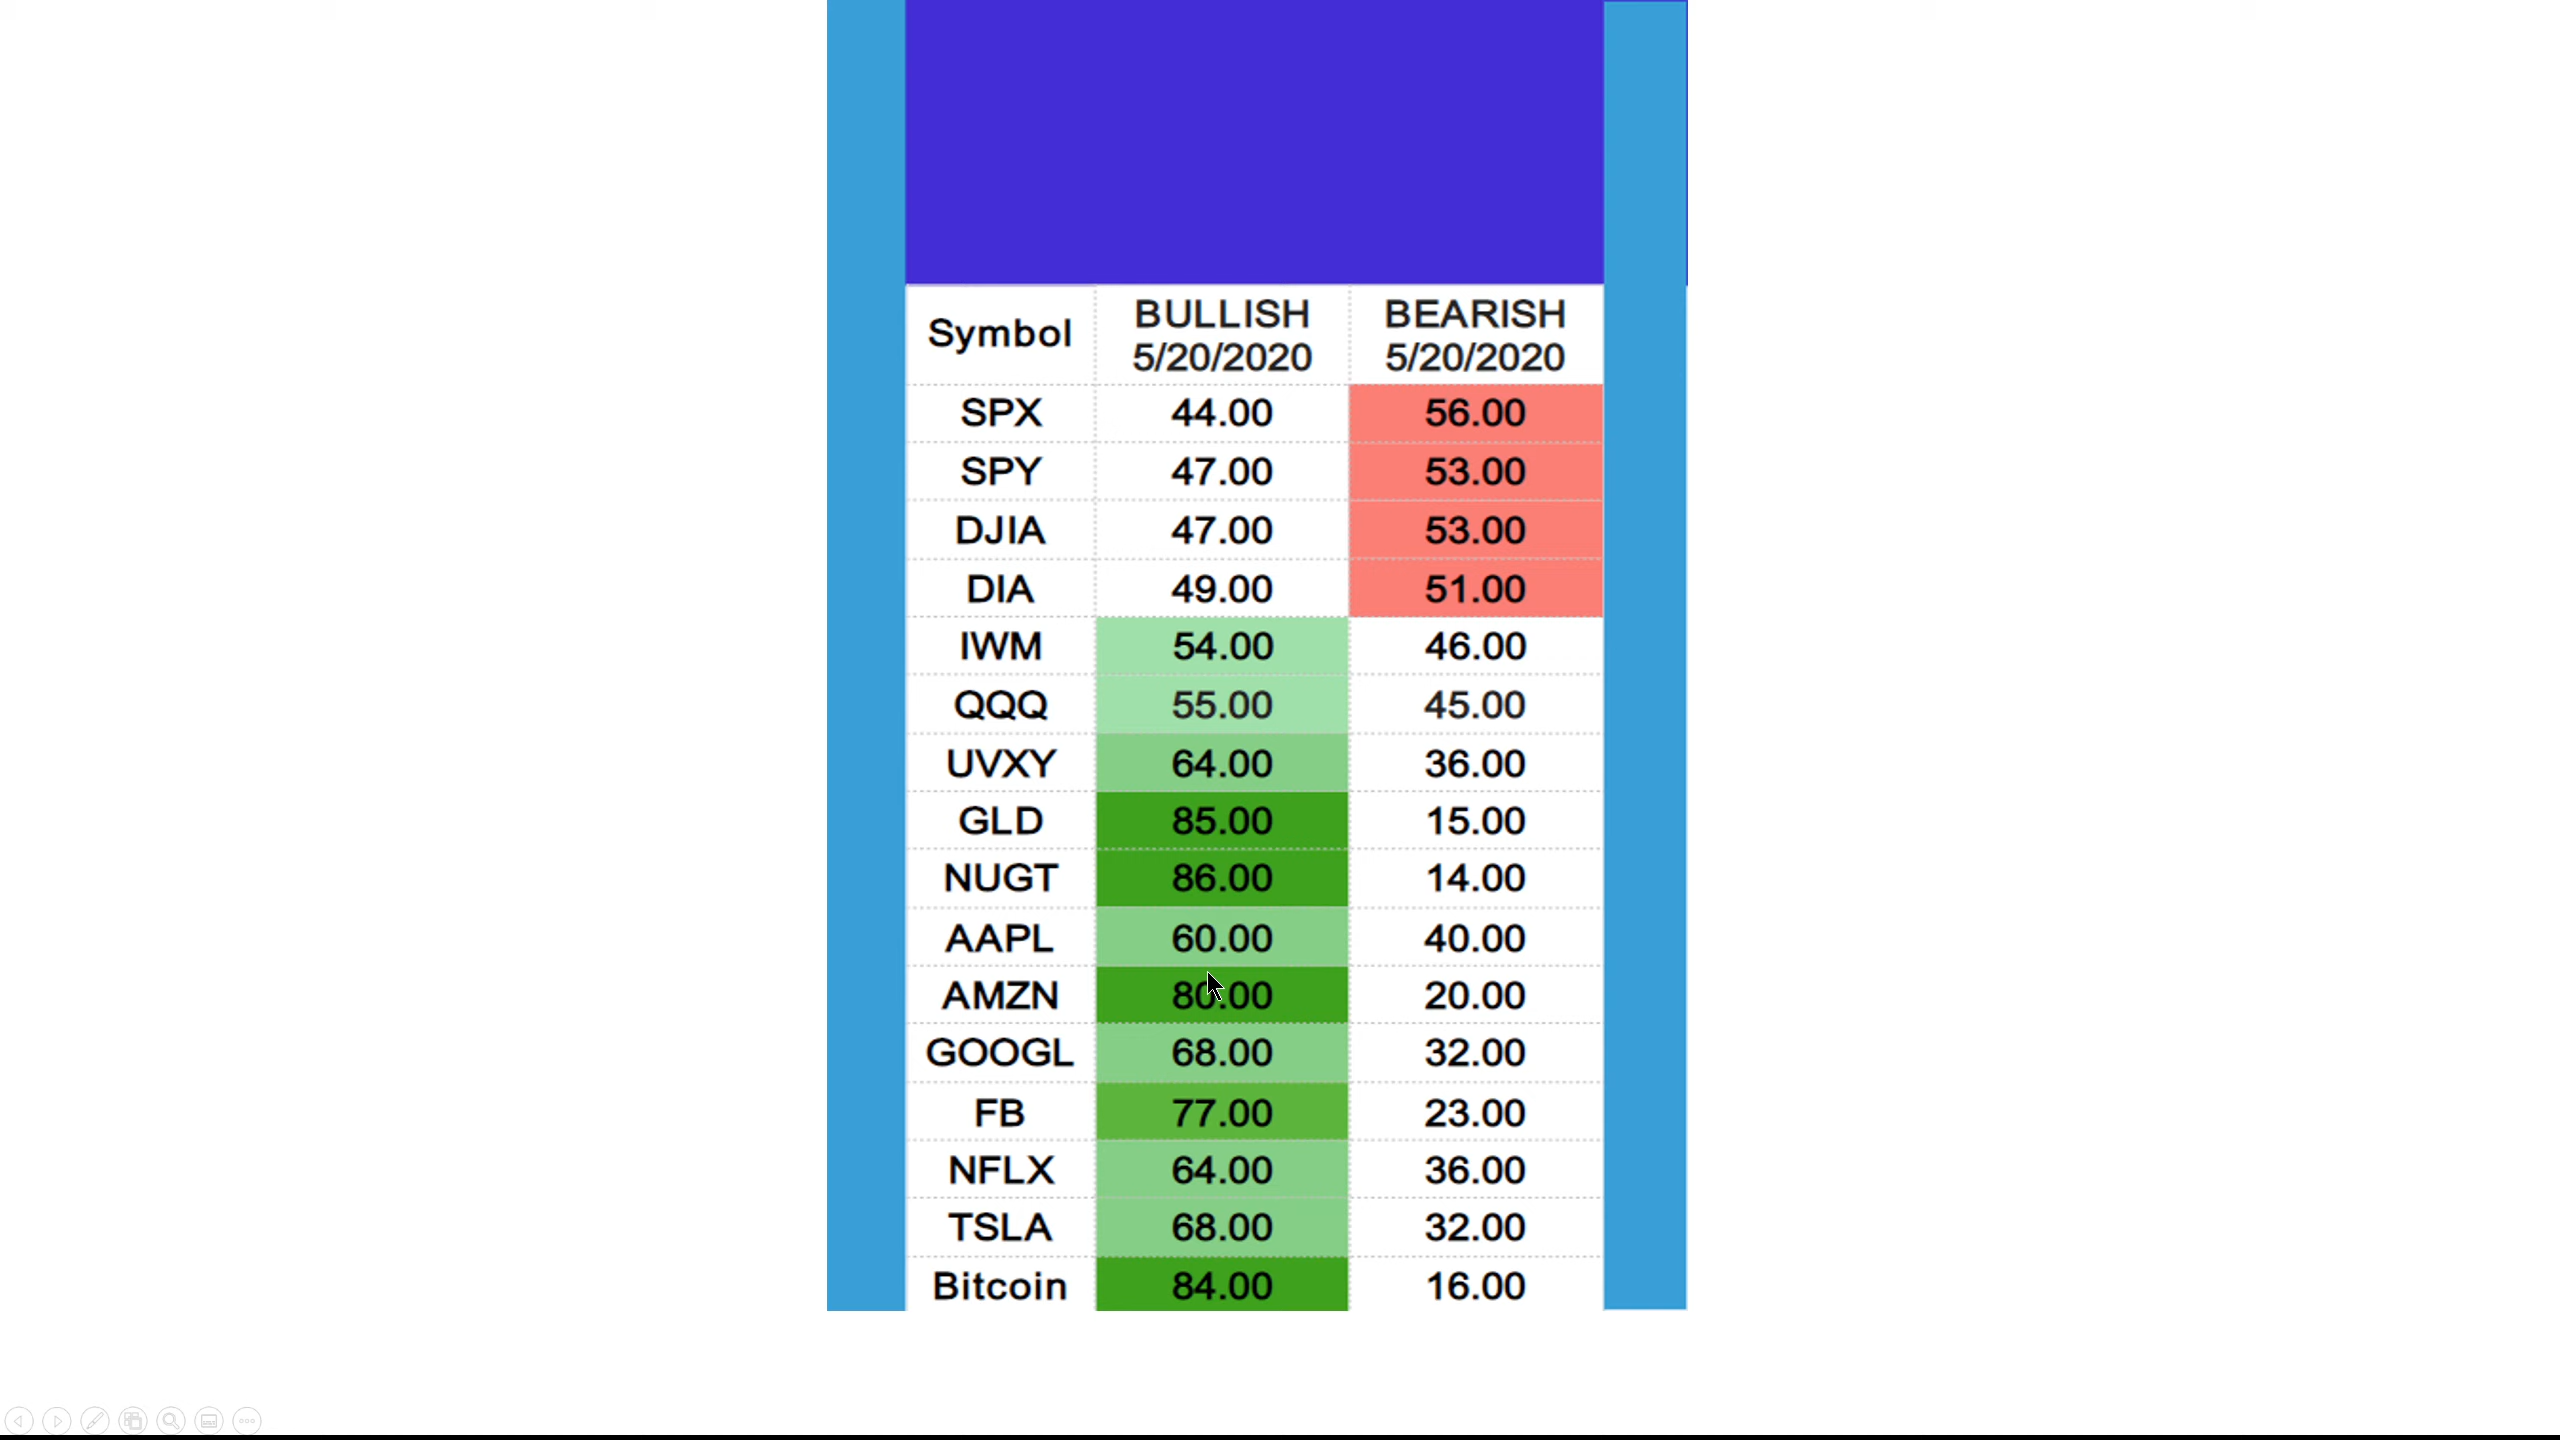 Symbol BULLISH 5/20/2020 BEARISH 5/20/2020
SPX 44.00 56.00
SPY 47.00 53.00
DJIA 47.00 53.00
DIA 49.00 51.00
IWM 54.00 46.00
QQQ 55.00 45.00
UVXY 64.00 36.00
GLD 85.00 15.00
NUGT 86.00 14.00
AAPL 60.00 40.00
AMZN 80.00 20.00
GOOGL 68.00 32.00
FB 77.00 23.00
NFLX 64.00 36.00
TSLA 68.00 32.00
Bitcoin 84.00 16.00